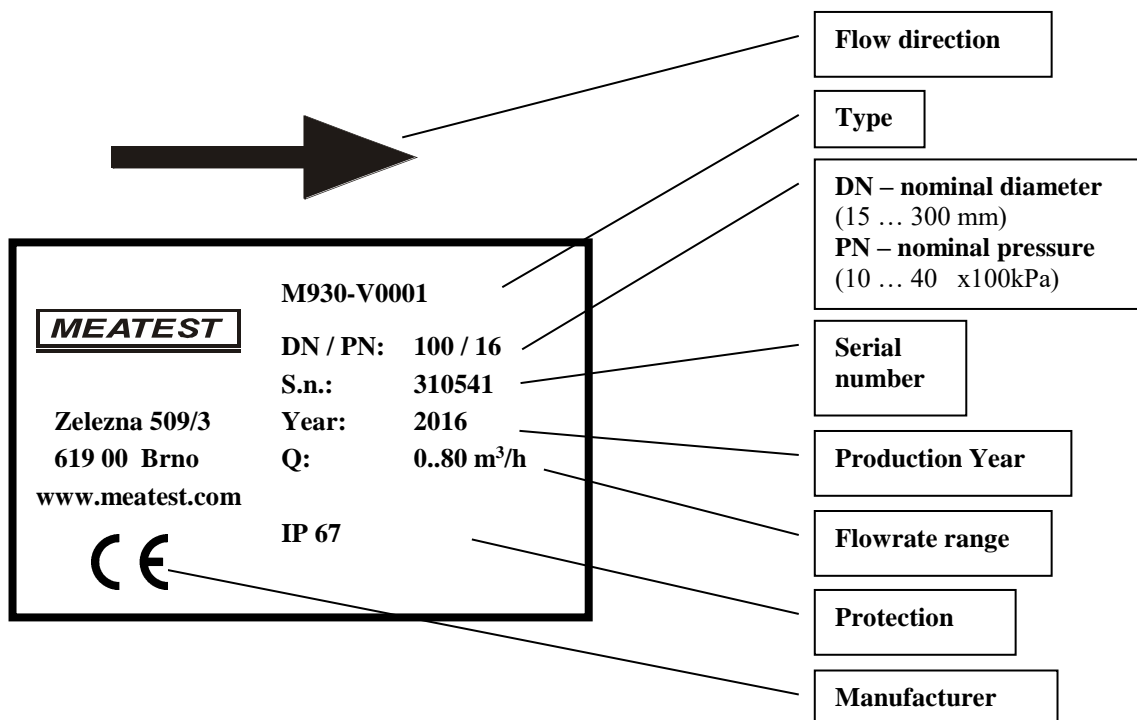 Flow direction
Type
DN – nominal diameter
(15 … 300 mm)
PN – nominal pressure
(10 … 40 x100kPa)
Serial
number
Production Year
Flowrate range
Protection
Manufacturer
MEATEST
Zelezna 509/3
619 00 Brno
www.meatest.com
CE
M930-V0001
DN / PN: 100 / 16
S.n.: 310541
Year: 2016
Q: 0..80 m³/h
IP 67